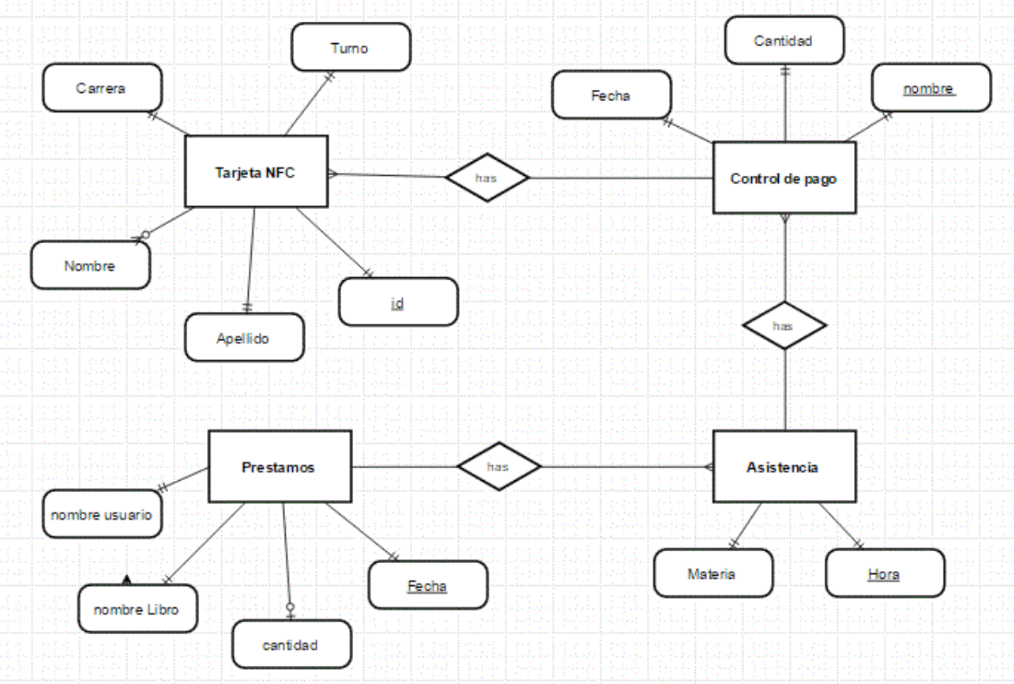 Turno
Cantidad
Carrera
Fecha
nombre
Tarjeta NFC
has
Control de pago
Nombre
id
Apellido
has
Prestamos
has
Asistencia
nombre usuario
Materia
Hora
Fecha
nombre Libro
cantidad